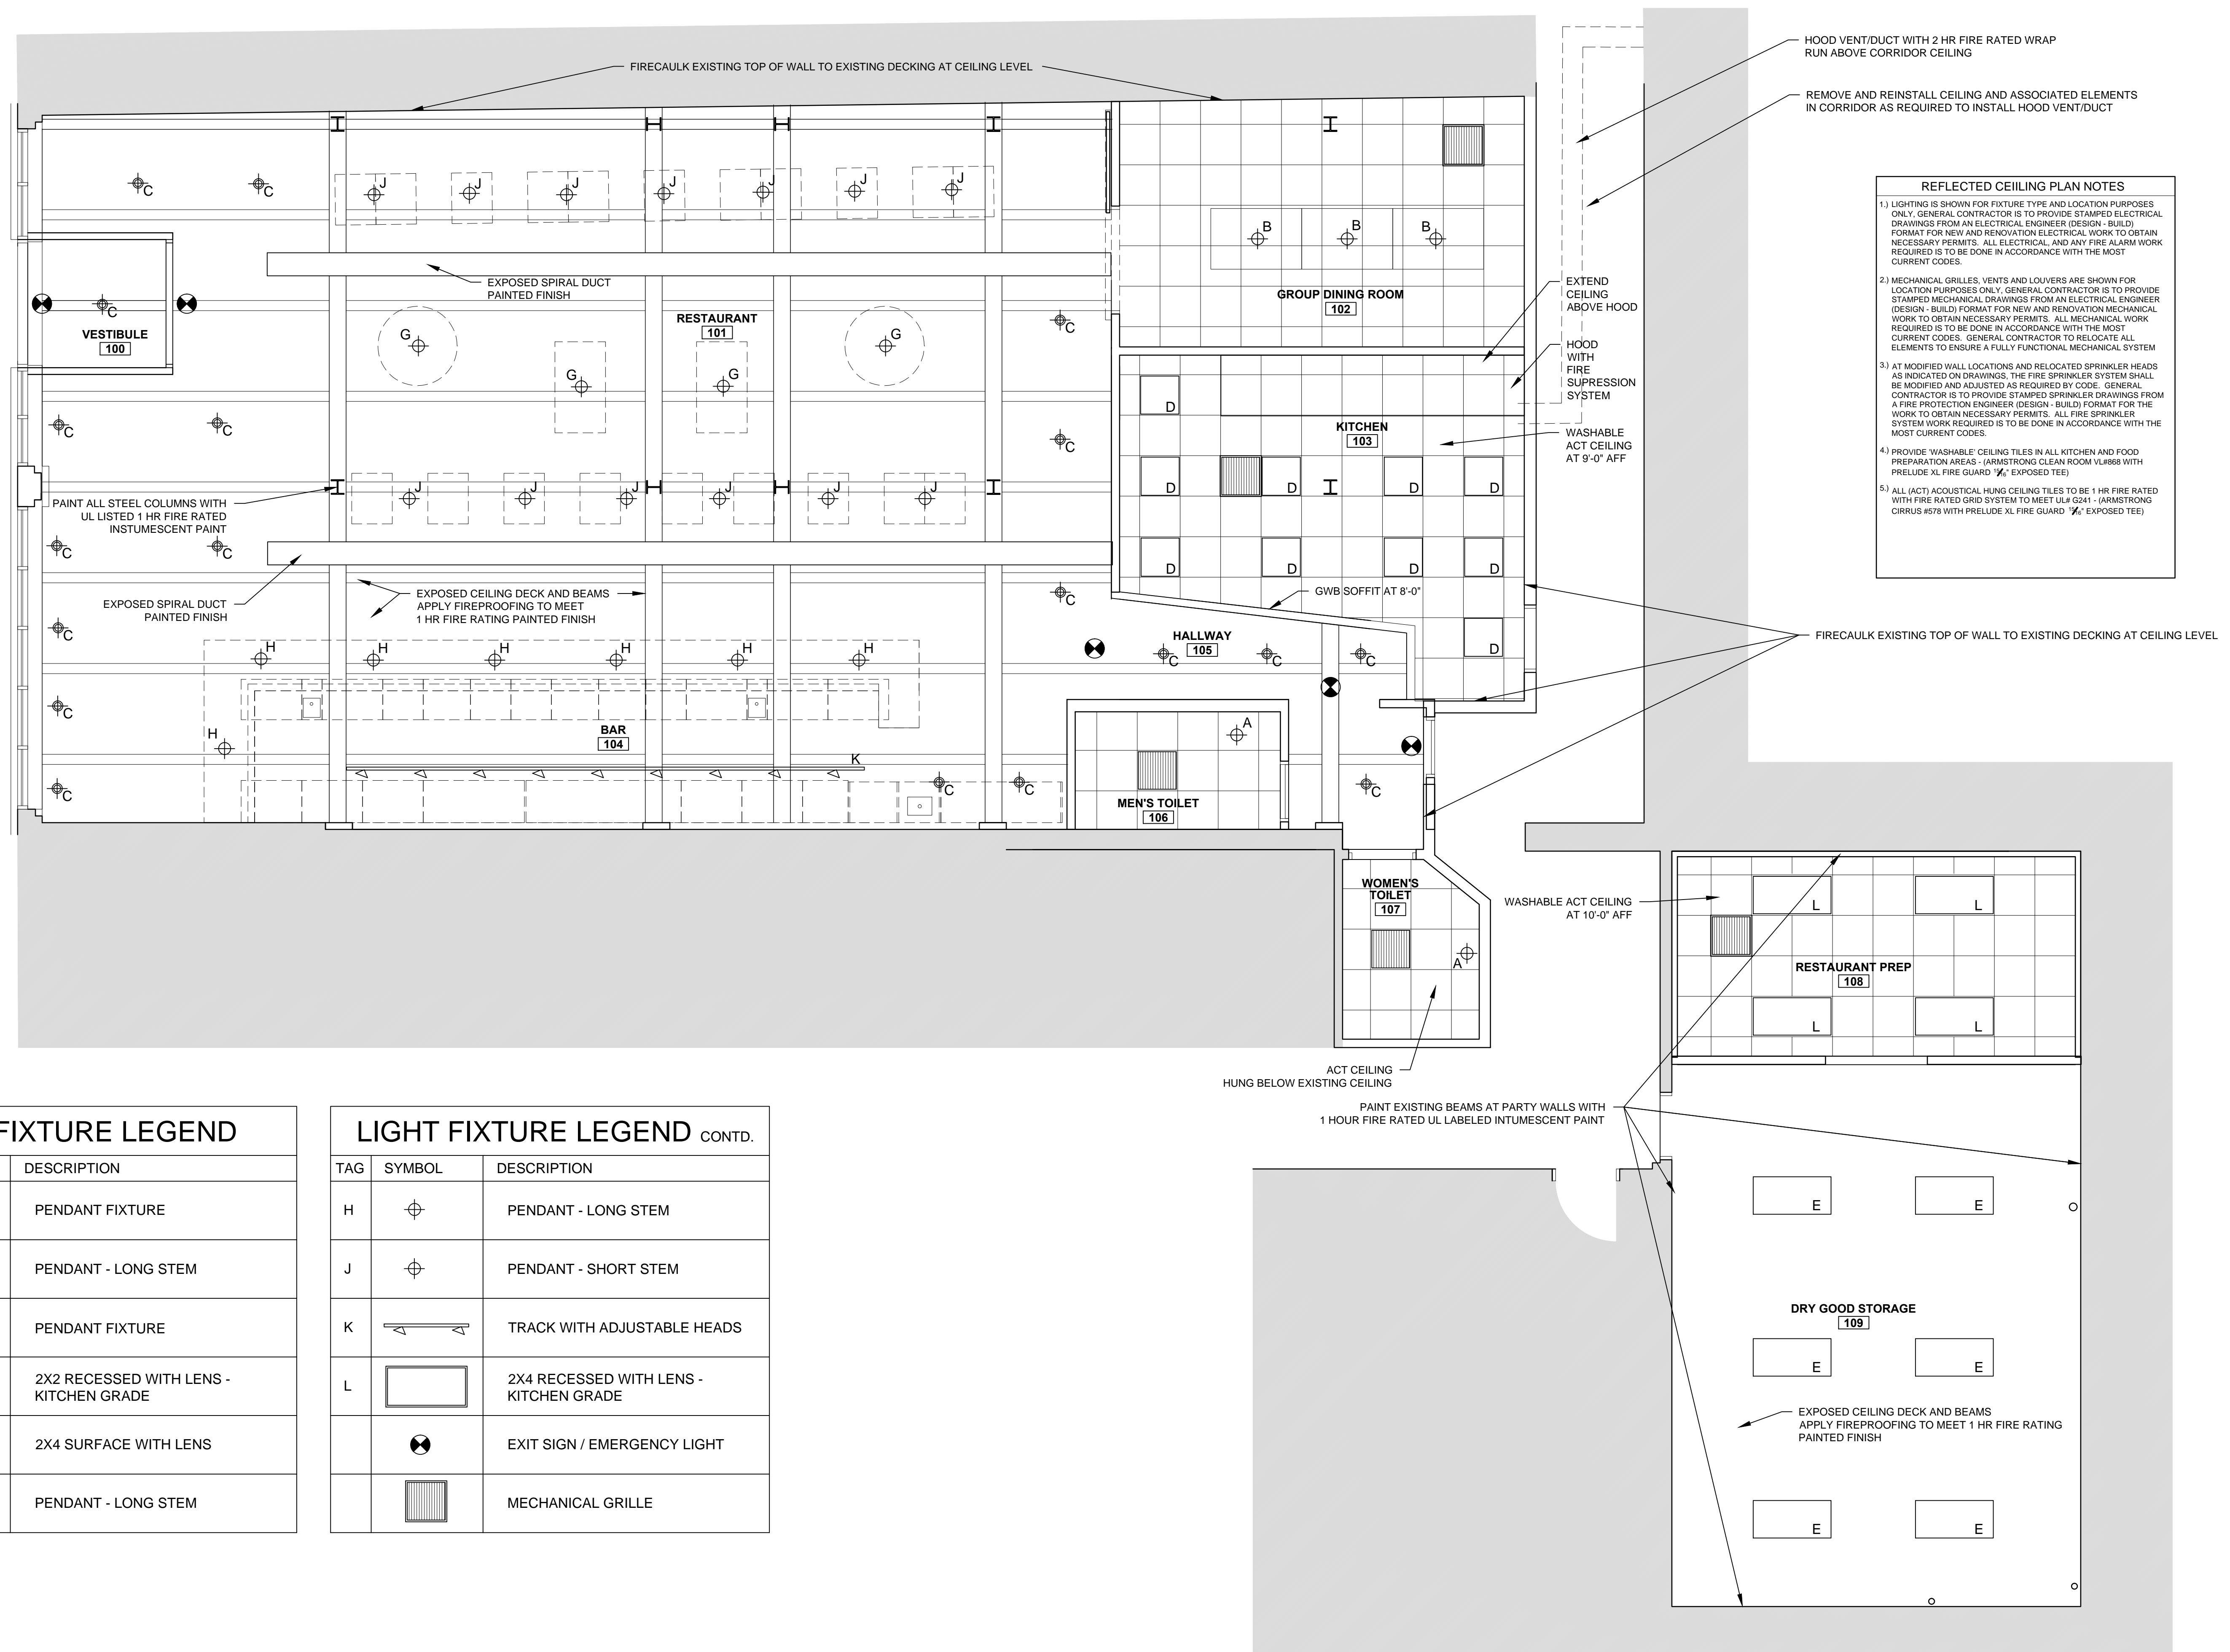 HOOD VENT/DUCT WITH 2 HR FIRE RATED WRAP
RUN ABOVE CORRIDOR CEILING
FIRECAULK EXISTING TOP OF WALL TO EXISTING DECKING AT CEILING LEVEL
REMOVE AND REINSTALL CEILING AND ASSOCIATED ELEMENTS
IN CORRIDOR AS REQUIRED TO INSTALL HOOD VENT/DUCT
REFLECTED CEIILING PLAN NOTES
1.) LIGHTING IS SHOWN FOR FIXTURE TYPE AND LOCATION PURPOSES
ONLY, GENERAL CONTRACTOR IS TO PROVIDE STAMPED ELECTRICAL
DRAWINGS FROM AN ELECTRICAL ENGINEER (DESIGN - BUILD)
FORMAT FOR NEW AND RENOVATION ELECTRICAL WORK TO OBTAIN
NECESSARY PERMITS. ALL ELECTRICAL, AND ANY FIRE ALARM WORK
REQUIRED IS TO BE DONE IN ACCORDANCE WITH THE MOST
CURRENT CODES.
2.) MECHANICAL GRILLES, VENTS AND LOUVERS ARE SHOWN FOR
LOCATION PURPOSES ONLY, GENERAL CONTRACTOR IS TO PROVIDE
STAMPED MECHANICAL DRAWINGS FROM AN ELECTRICAL ENGINEER
(DESIGN - BUILD) FORMAT FOR NEW AND RENOVATION MECHANICAL
WORK TO OBTAIN NECESSARY PERMITS. ALL MECHANICAL WORK
REQUIRED IS TO BE DONE IN ACCORDANCE WITH THE MOST
CURRENT CODES. GENERAL CONTRACTOR TO RELOCATE ALL
ELEMENTS TO ENSURE A FULLY FUNCTIONAL MECHANICAL SYSTEM
3.) AT MODIFIED WALL LOCATIONS AND RELOCATED SPRINKLER HEADS
AS INDICATED ON DRAWINGS, THE FIRE SPRINKLER SYSTEM SHALL
BE MODIFIED AND ADJUSTED AS REQUIRED BY CODE. GENERAL
CONTRACTOR IS TO PROVIDE STAMPED SPRINKLER DRAWINGS FROM
A FIRE PROTECTION ENGINEER (DESIGN - BUILD) FORMAT FOR THE
WORK TO OBTAIN NECESSARY PERMITS. ALL FIRE SPRINKLER
SYSTEM WORK REQUIRED IS TO BE DONE IN ACCORDANCE WITH THE
MOST CURRENT CODES.
4.) PROVIDE 'WASHABLE' CEILING TILES IN ALL KITCHEN AND FOOD
PREPARATION AREAS - (ARMSTRONG CLEAN ROOM VL#868 WITH
PRELUDE XL FIRE GUARD EXPOSED TEE)
5.) ALL (ACT) ACOUSTICAL HUNG CEILING TILES TO BE 1 HR FIRE RATED
WITH FIRE RATED GRID SYSTEM TO MEET UL# G241 - (ARMSTRONG
CIRRUS #578 WITH PRELUDE XL FIRE GUARD 15/16" EXPOSED TEE)
C C J J J J J J J
B B B
EXPOSED SPIRAL DUCT
PAINTED FINISH
GROUP DINING ROOM
102
EXTEND
CEILING
ABOVE HOOD
C
VESTIBULE
100
RESTAURANT
101
G G C
HOOD
WITH
FIRE
SUPRESSION
SYSTEM
G G
D
C C C
KITCHEN
103
WASHABLE
ACT CEILING
AT 9'-0" AFF
J J J J J J
D D D D
PAINT ALL STEEL COLUMNS WITH
UL LISTED 1 HR FIRE RATED
INSTUMESCENT PAINT
C C
D D D D
EXPOSED SPIRAL DUCT
PAINTED FINISH
EXPOSED CEILING DECK AND BEAMS
APPLY FIREPROOFING TO MEET
1 HR FIRE RATING PAINTED FINISH
C
GWB SOFFIT AT 8'-0"
C
HALLWAY
105
D
FIRECAULK EXISTING TOP OF WALL TO EXISTING DECKING AT CEILING LEVEL
H H H H H H
C C C
C
H
BAR
104
A
K
C C C C
MEN'S TOILET
106
WOMEN'S
TOILET
107
A
WASHABLE ACT CEILING
AT 10'-0" AFF
L L
RESTAURANT PREP
108
L L
ACT CEILING
HUNG BELOW EXISTING CEILING
PAINT EXISTING BEAMS AT PARTY WALLS WITH
1 HOUR FIRE RATED UL LABELED INTUMESCENT PAINT
E E
DRY GOOD STORAGE
109
E E
EXPOSED CEILING DECK AND BEAMS
APPLY FIREPROOFING TO MEET 1 HR FIRE RATING
PAINTED FINISH
E E
FIXTURE LEGEND
DESCRIPTION
PENDANT FIXTURE
PENDANT - LONG STEM
PENDANT FIXTURE
2X2 RECESSED WITH LENS -
KITCHEN GRADE
2X4 SURFACE WITH LENS
PENDANT - LONG STEM
LIGHT FIXTURE LEGEND CONTD.
TAG SYMBOL DESCRIPTION
H PENDANT - LONG STEM
J PENDANT - SHORT STEM
K TRACK WITH ADJUSTABLE HEADS
L 2X4 RECESSED WITH LENS -
KITCHEN GRADE
EXIT SIGN / EMERGENCY LIGHT
MECHANICAL GRILLE